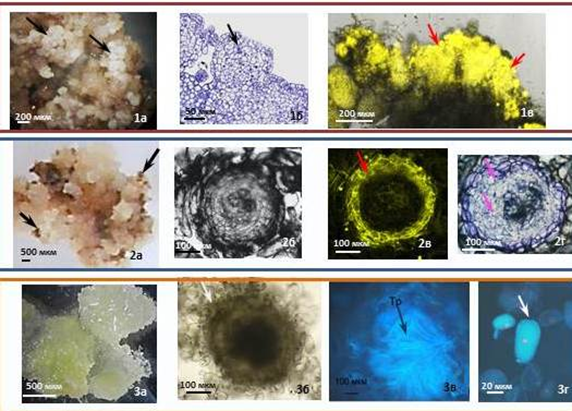 200 мкм 1а
50 мкм 1б
200 мкм 1в
500 мкм 2а
100 мкм 2б
100 мкм 2в
100 мкм 2г
500 мкм 3а
100 мкм 3б
Тр
100 мкм 3в
20 мкм 3г